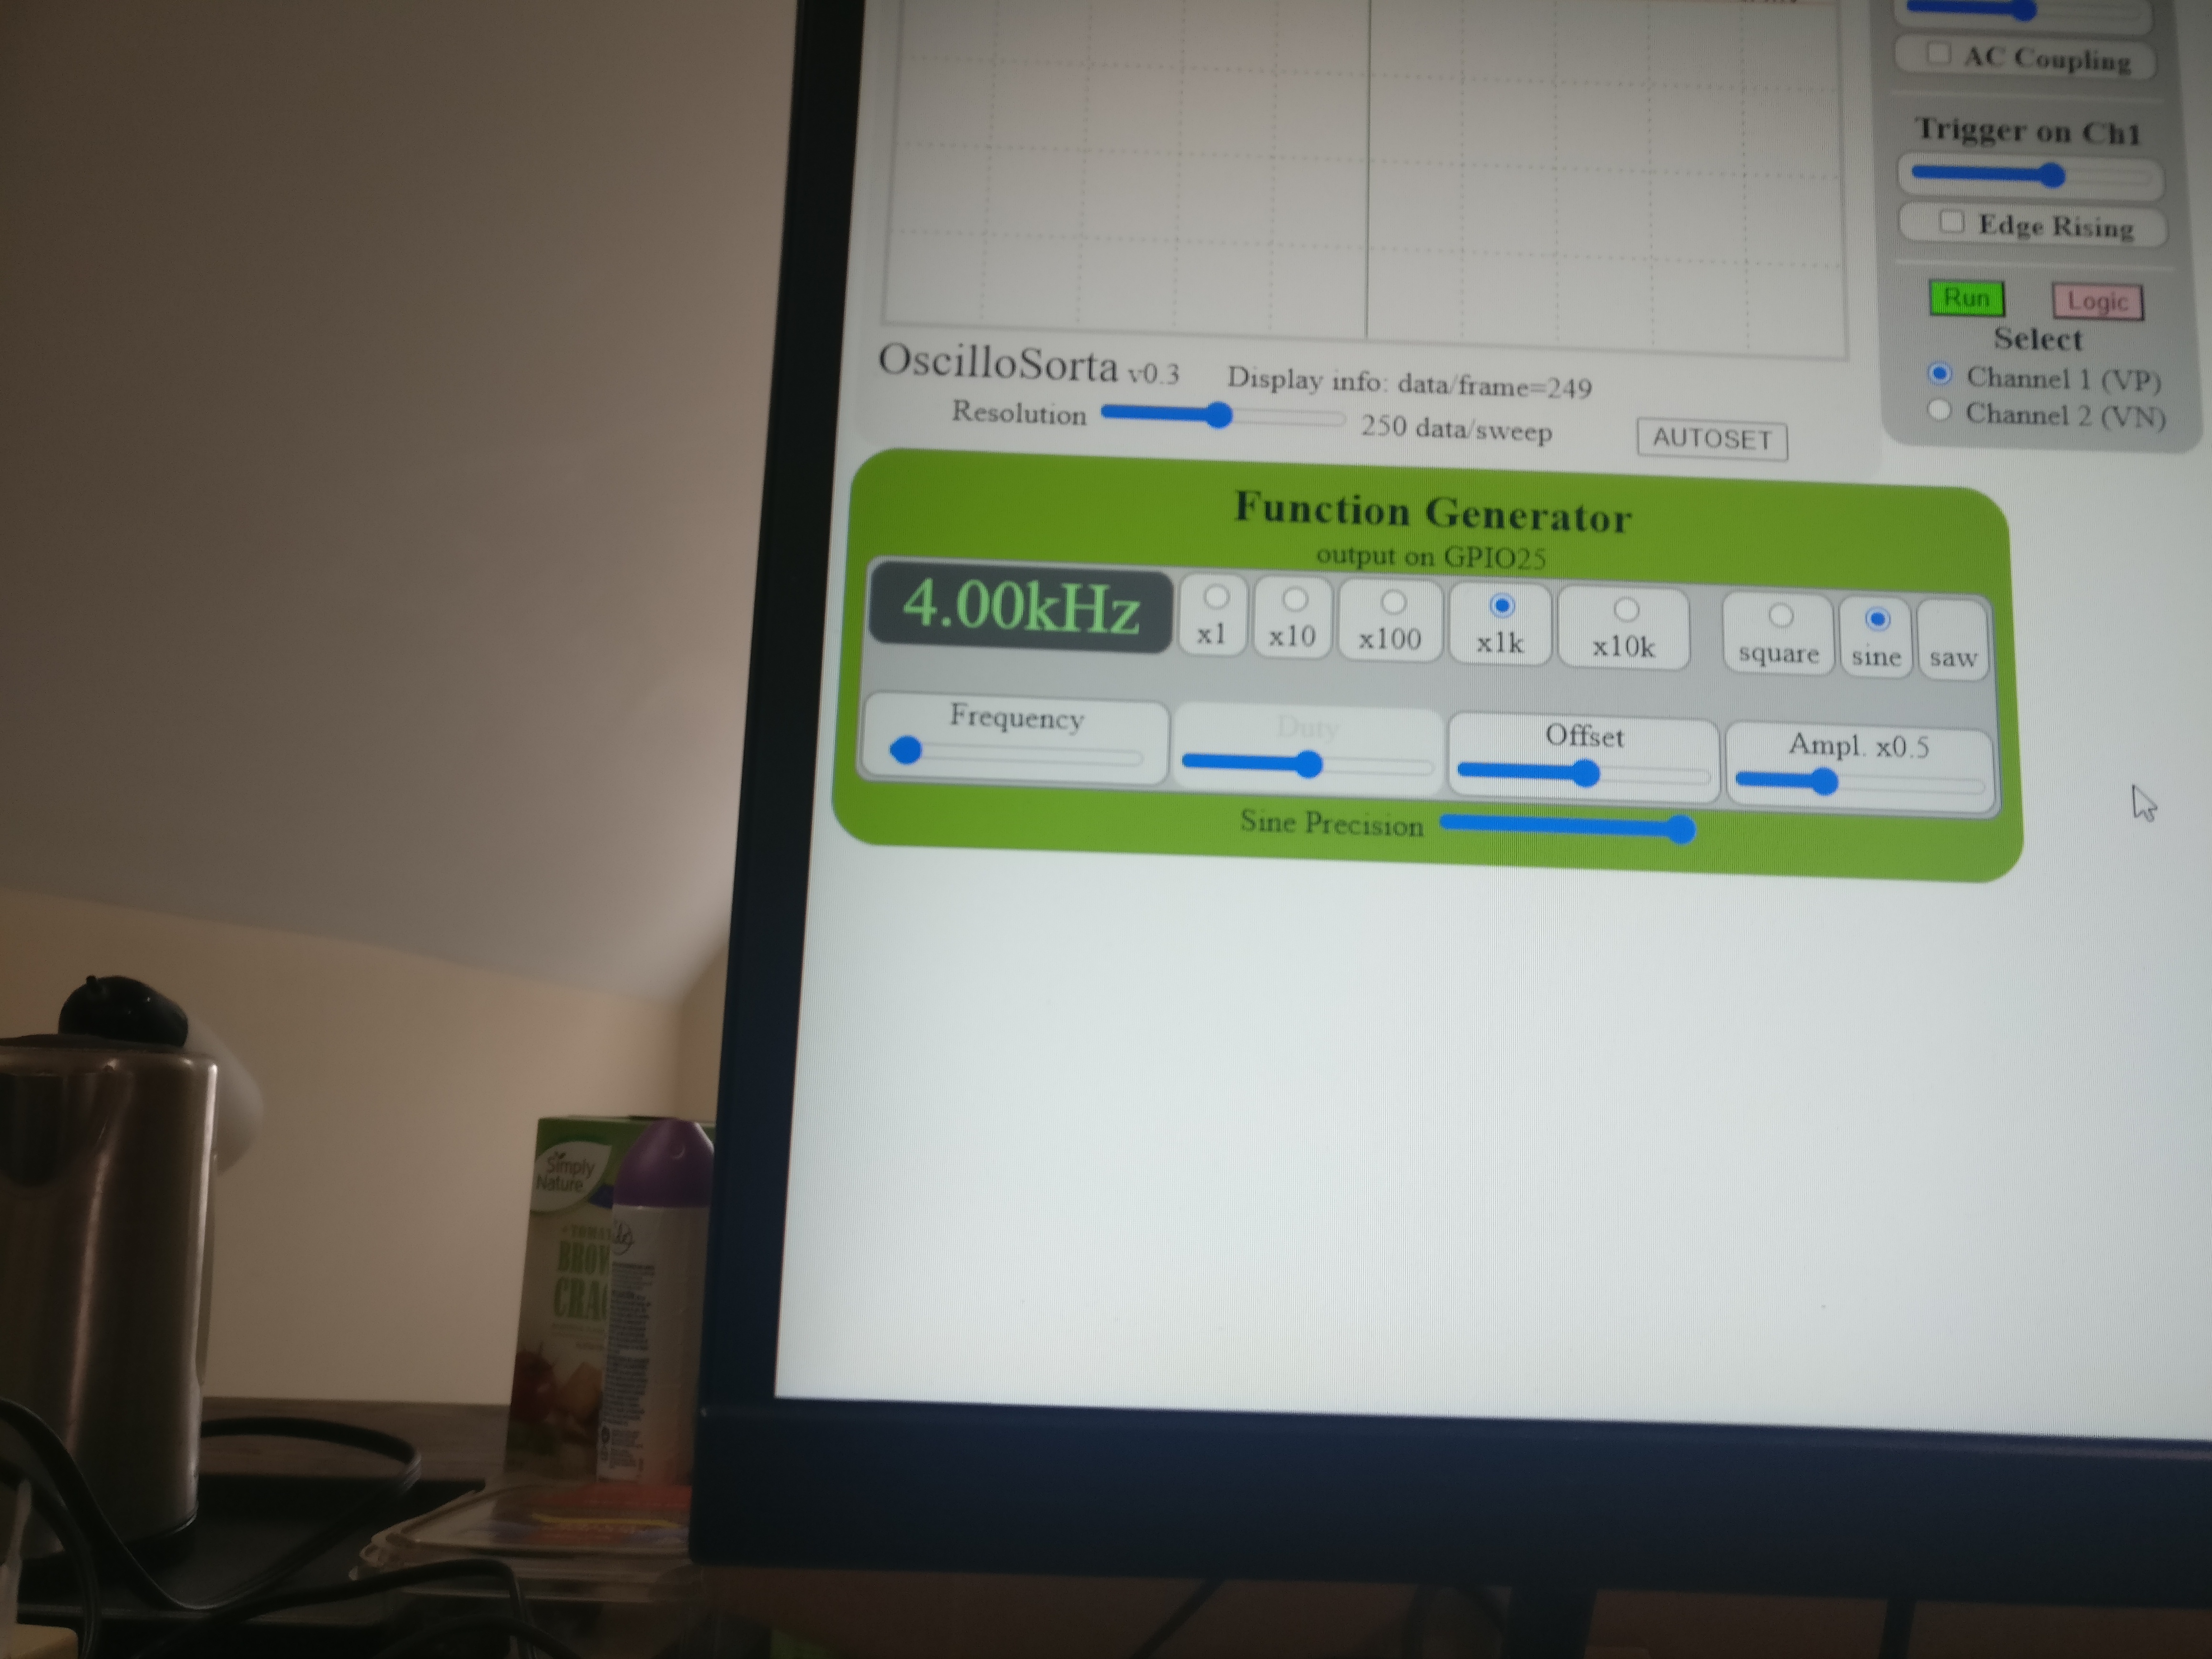 AC Coupling
Trigger on Ch1
Edge Rising
Run
Logic
Select
Channel 1 (VP)
Channel 2 (VN)
OscilloSorta v0.3
Display info: data/frame=249
Resolution
250 data/sweep
AUTOSET
Function Generator
output on GPIO25
4.00kHz
x1
x10
x100
x1k
x10k
square
sine
saw
Frequency
Duty
Offset
Ampl. x0.5
Sine Precision
Simply
Nature